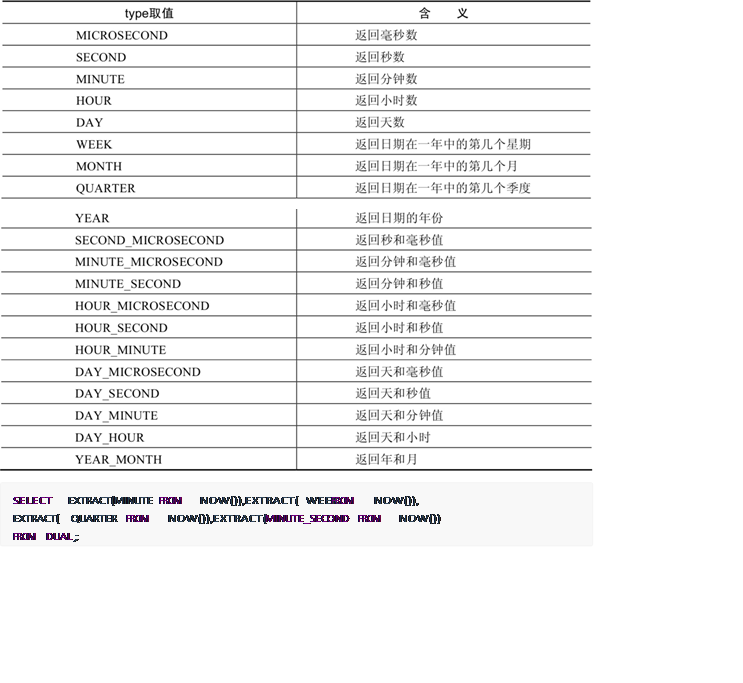 type取值 含 义
MICROSECOND 返回毫秒数
SECOND 返回秒数
MINUTE 返回分钟数
HOUR 返回小时数
DAY 返回天数
WEEK 返回日期在一年中的第几个星期
MONTH 返回日期在一年中的第几个月
QUARTER 返回日期在一年中的第几个季度
YEAR 返回日期的年份
SECOND_MICROSECOND 返回秒和毫秒值
MINUTE_MICROSECOND 返回分钟和毫秒值
MINUTE_SECOND 返回分钟和秒值
HOUR_MICROSECOND 返回小时和毫秒值
HOUR_SECOND 返回小时和秒值
HOUR_MINUTE 返回小时和分钟值
DAY_MICROSECOND 返回天和毫秒值
DAY_SECOND 返回天和秒值
DAY_MINUTE 返回天和分钟值
DAY_HOUR 返回天和小时
YEAR_MONTH 返回年和月
SELECT EXTRACT(MINUTE FROM NOW()),EXTRACT( WEEK FROM NOW()),
EXTRACT( QUARTER FROM NOW()),EXTRACT(MINUTE_SECOND FROM NOW())
FROM DUAL;